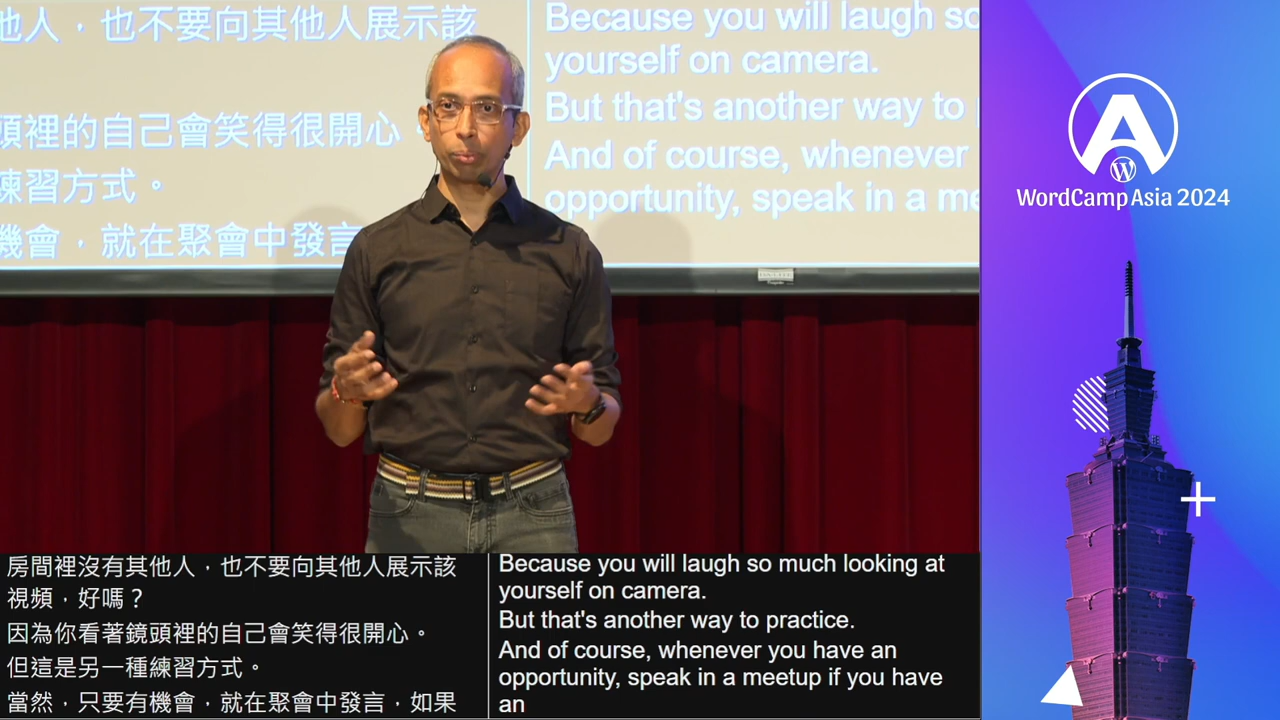 他人，也不要向其他人展示該
頭裡的自己會笑得很開心。
練習方式。
機會，就在聚會中發言
Because you will laugh so
yourself on camera.
But that's another way to
And of course, whenever
opportunity, speak in a me
WordCamp Asia 2024
房間裡沒有其他人，也不要向其他人展示該
視頻，好嗎？
因為你看著鏡頭裡的自己會笑得很開心。
但這是另一種練習方式。
當然，只要有機會，就在聚會中發言，如果
Because you will laugh so much looking at
yourself on camera.
But that's another way to practice.
And of course, whenever you have an
opportunity, speak in a meetup if you have
an